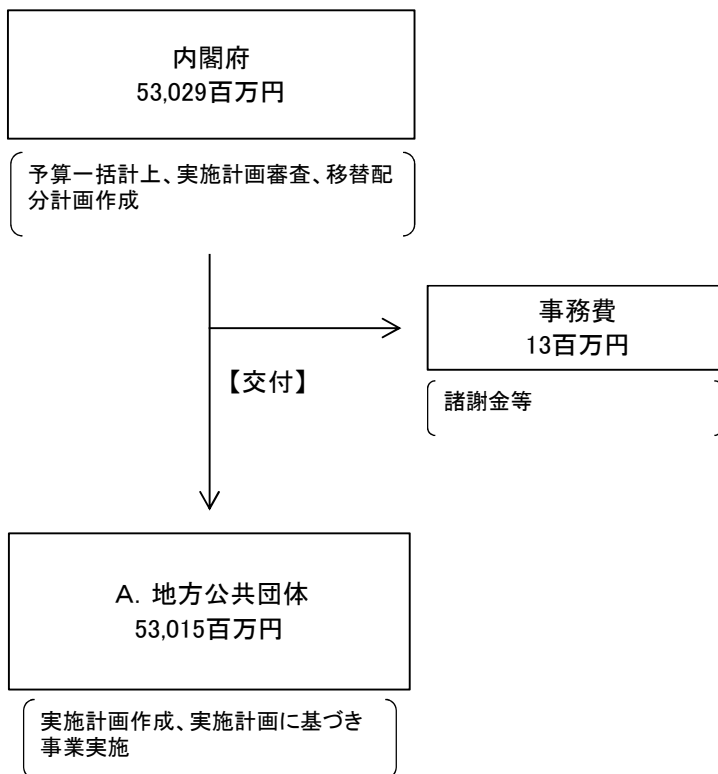 内閣府
53,029百万円
予算一括計上、実施計画審査、移替配
分計画作成
事務費
13百万円
【交付】
諸謝金等
A. 地方公共団体
53,015百万円
実施計画作成、実施計画に基づき
事業実施